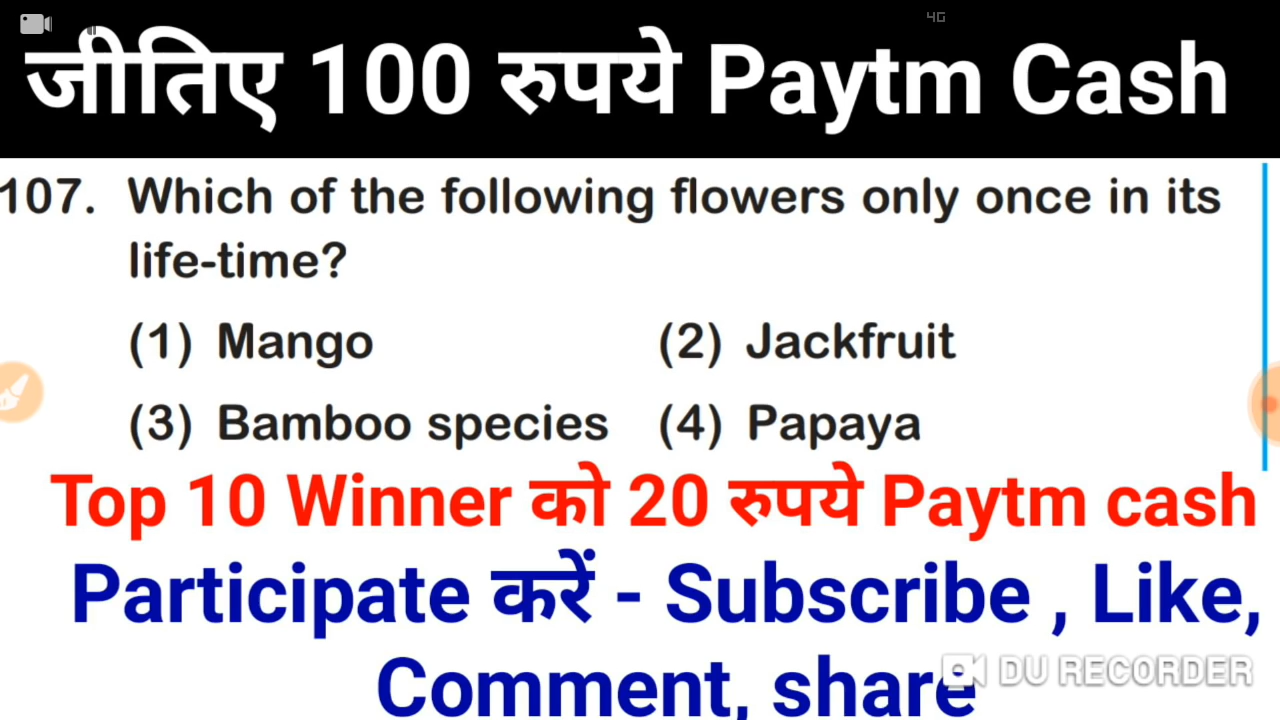 4G
जीतिए 100 रुपये Paytm Cash
107. Which of the following flowers only once in its
life-time?
(1) Mango (2) Jackfruit
(3) Bamboo species (4) Papaya
Top 10 Winner को 20 रुपये Paytm cash
Participate करें - Subscribe , Like,
Comment, share
DU RECORDER